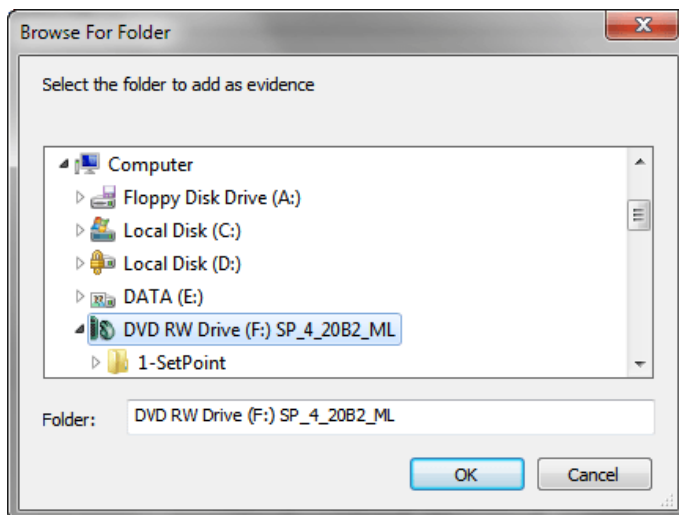 Browse For Folder
Select the folder to add as evidence
Computer
Floppy Disk Drive (A:)
Local Disk (C:)
Local Disk (D:)
DATA (E:)
DVD RW Drive (F:) SP_4_20B2_ML
1-SetPoint
Folder: DVD RW Drive (F:) SP_4_20B2_ML
OK Cancel